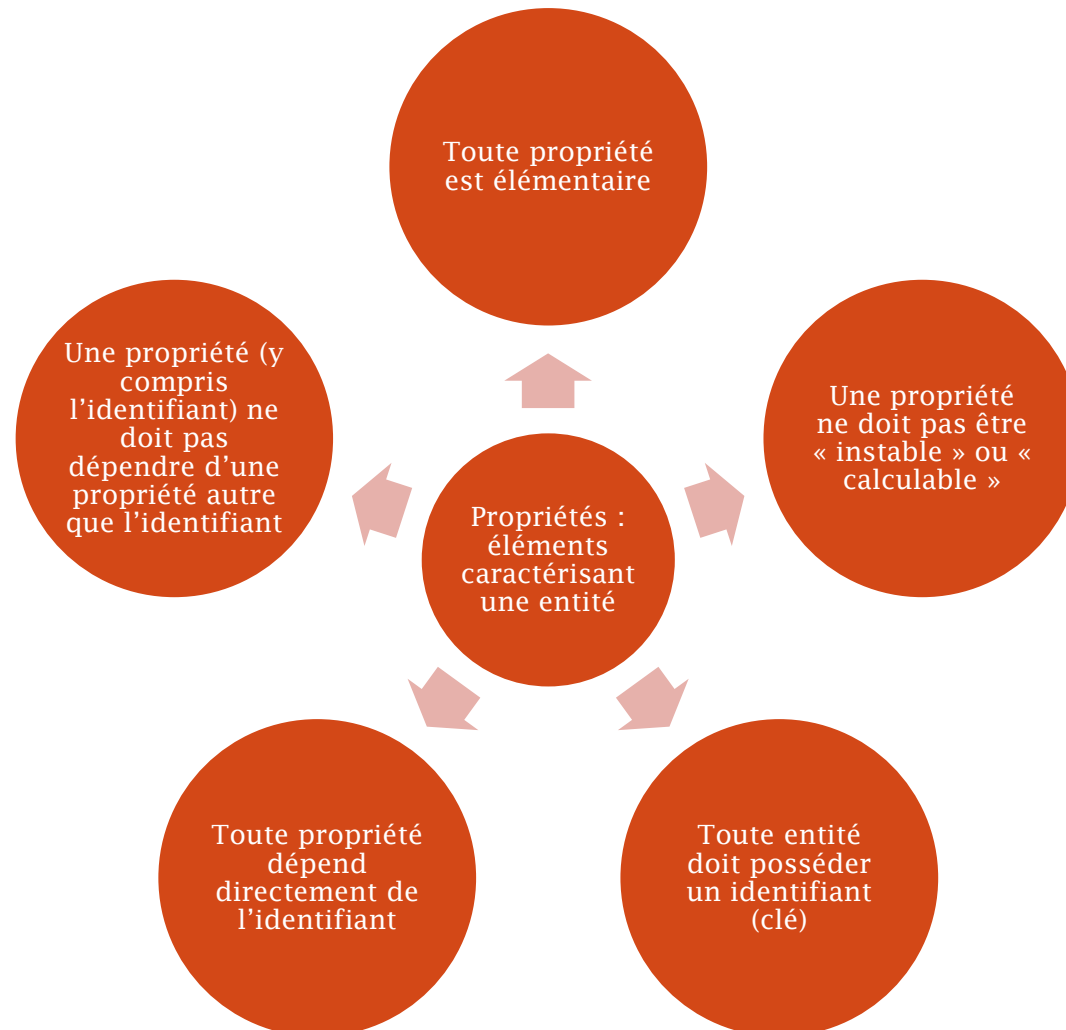 Toute propriété
est élémentaire
Une propriété
ne doit pas être
« instable » ou «
calculable »
Toute entité
doit posséder
un identifiant
(clé)
Toute propriété
dépend
directement de
l’identifiant
Une propriété (y
compris
l’identifiant) ne
doit pas
dépendre d’une
propriété autre
que l’identifiant
Propriétés :
éléments
caractérisant
une entité